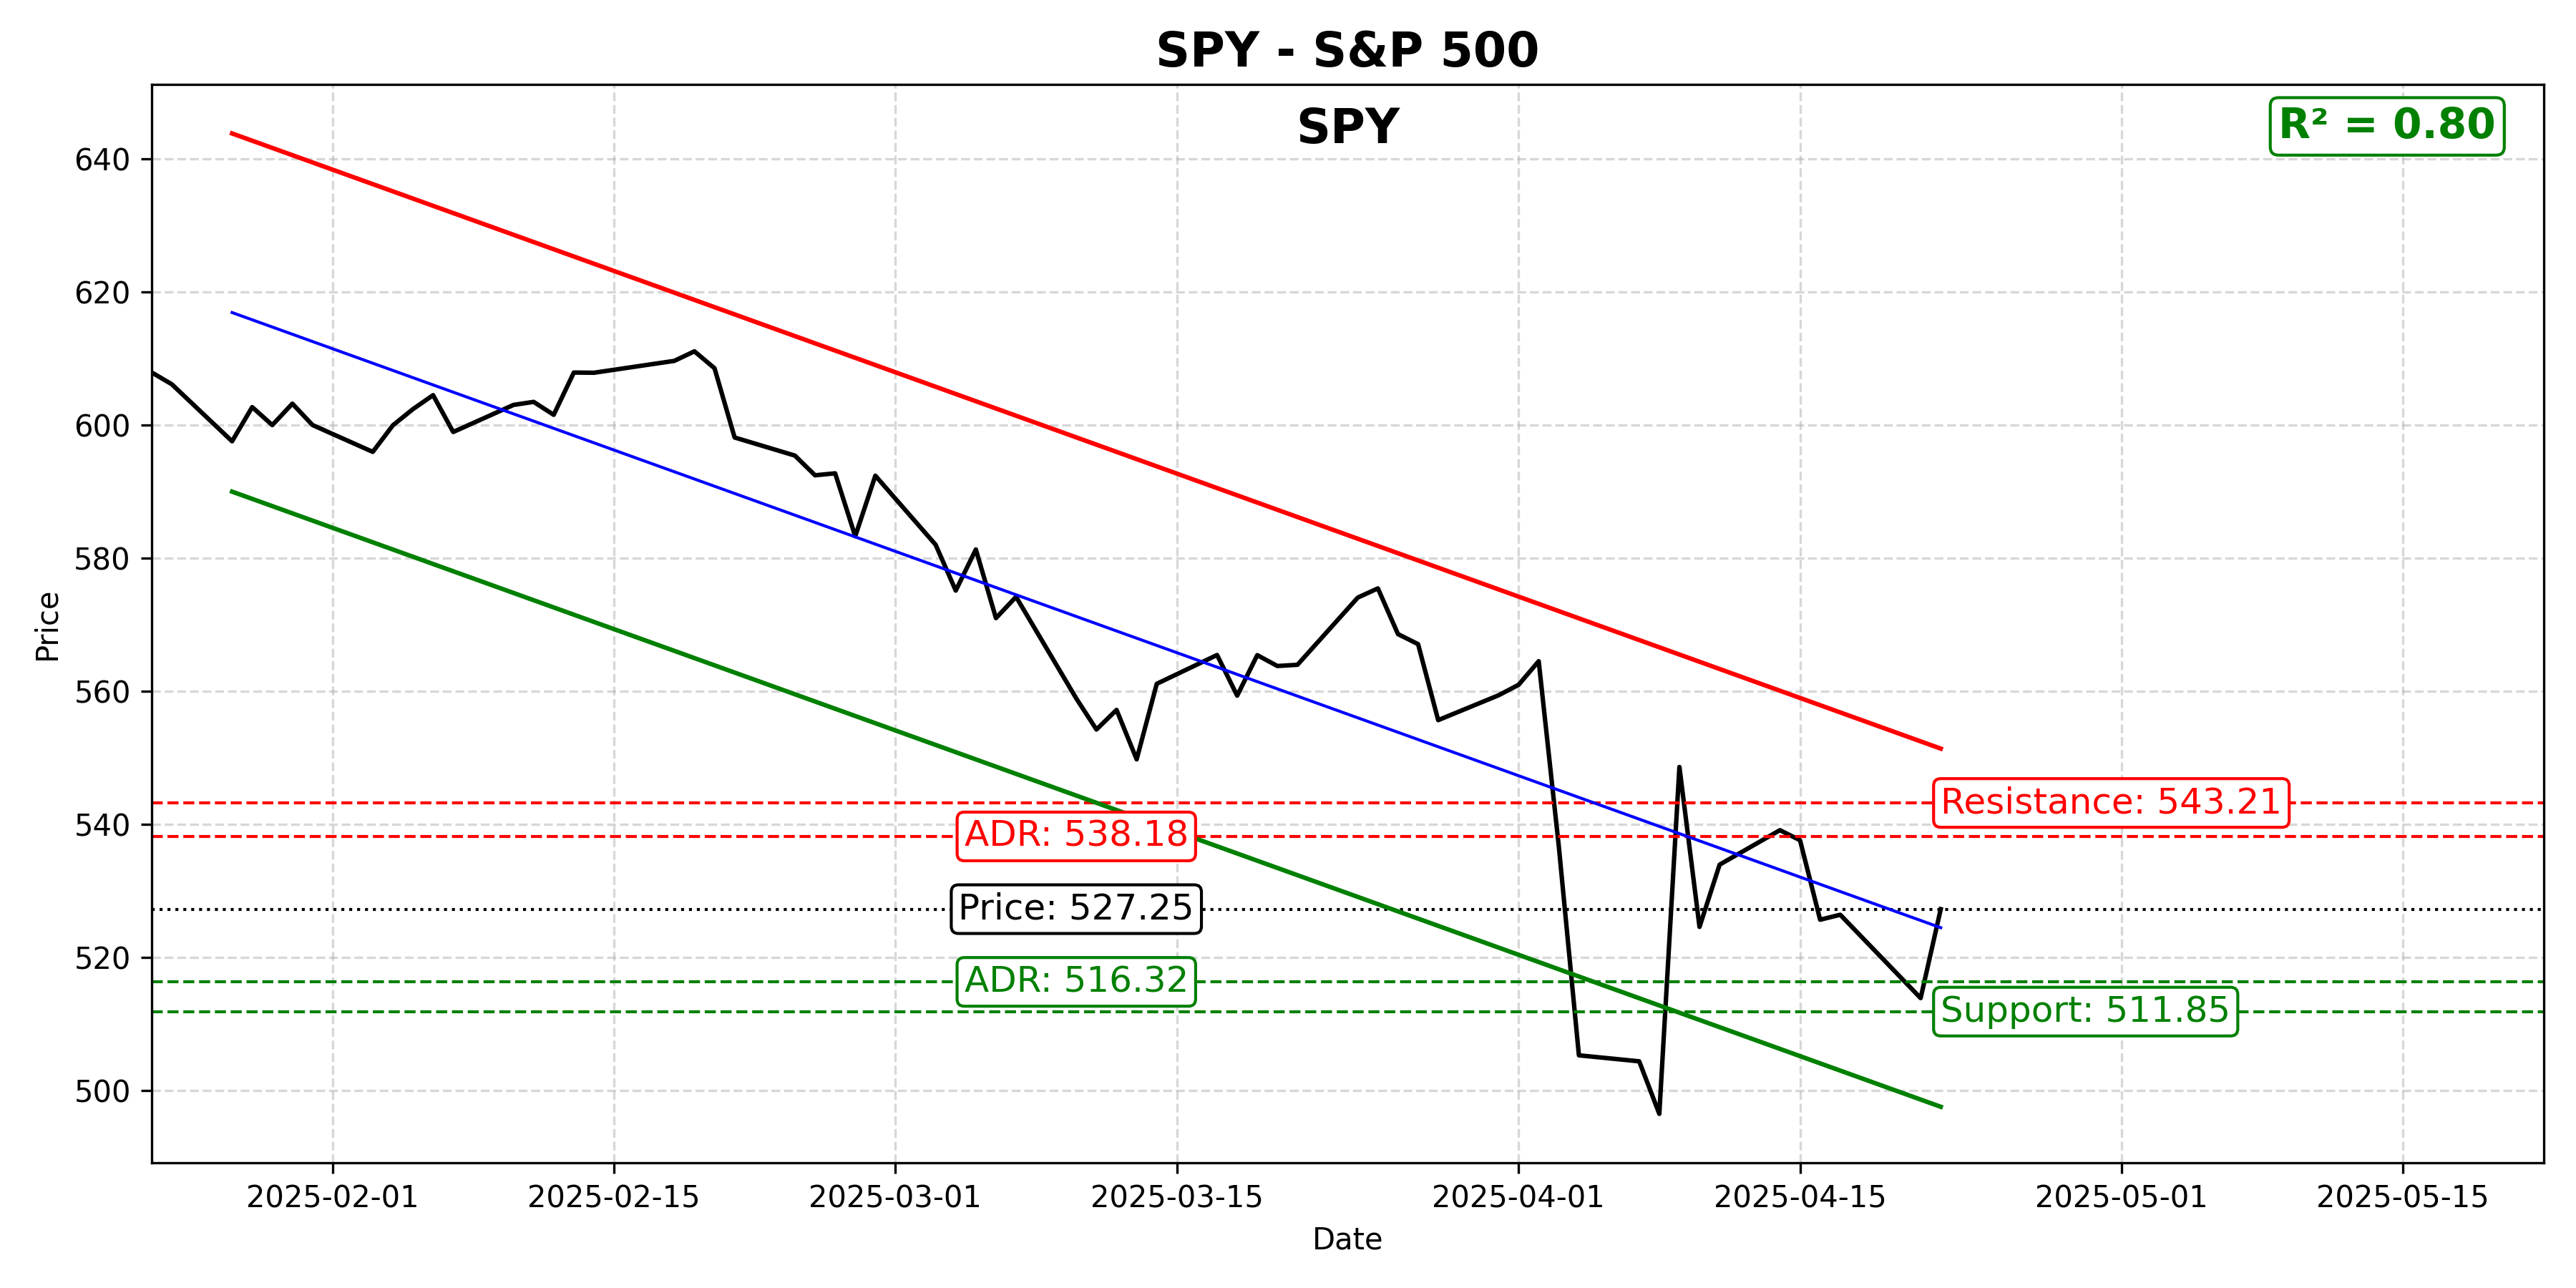 SPY - S&P 500
SPY
R² = 0.80
640
620
600
580
560
540
520
500
Price
Resistance: 543.21
ADR: 538.18
Price: 527.25
ADR: 516.32
Support: 511.85
2025-02-01
2025-02-15
2025-03-01
2025-03-15
2025-04-01
2025-04-15
2025-05-01
2025-05-15
Date